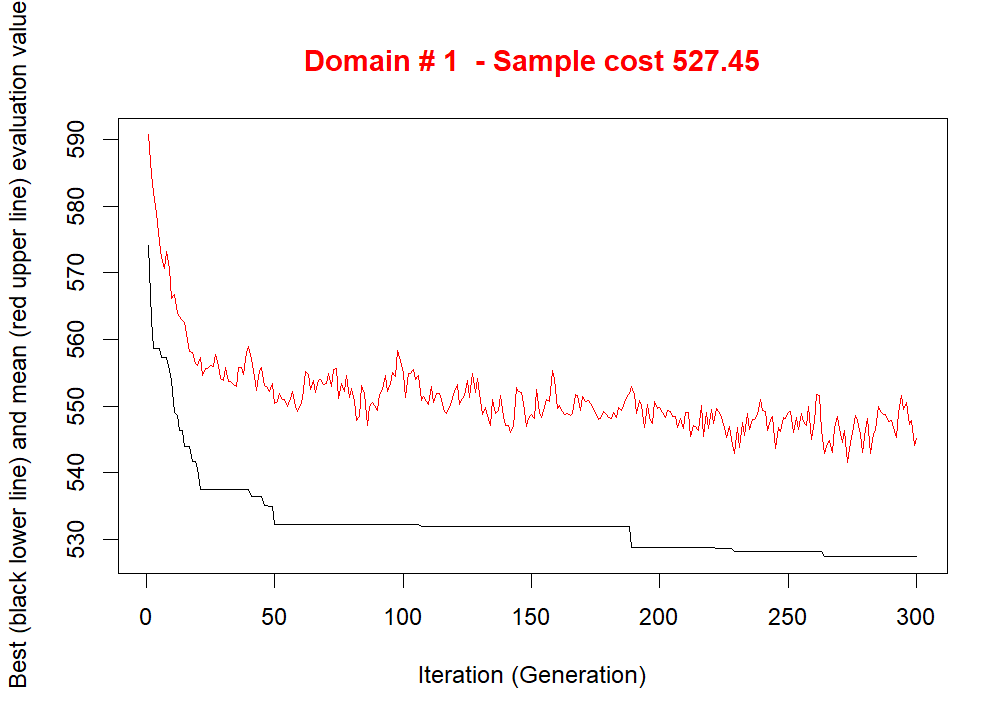 Domain # 1  - Sample cost 527.45
Best (black lower line) and mean (red upper line) evaluation value
590
580
570
560
550
540
530
0 50 100 150 200 250 300
Iteration (Generation)